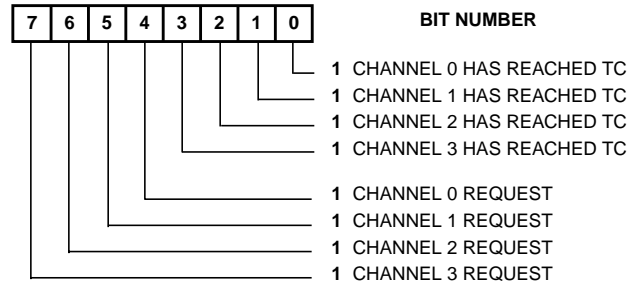 7 6 5 4 3 2 1 0 BIT NUMBER
1 CHANNEL 0 HAS REACHED TC
1 CHANNEL 1 HAS REACHED TC
1 CHANNEL 2 HAS REACHED TC
1 CHANNEL 3 HAS REACHED TC
1 CHANNEL 0 REQUEST
1 CHANNEL 1 REQUEST
1 CHANNEL 2 REQUEST
1 CHANNEL 3 REQUEST